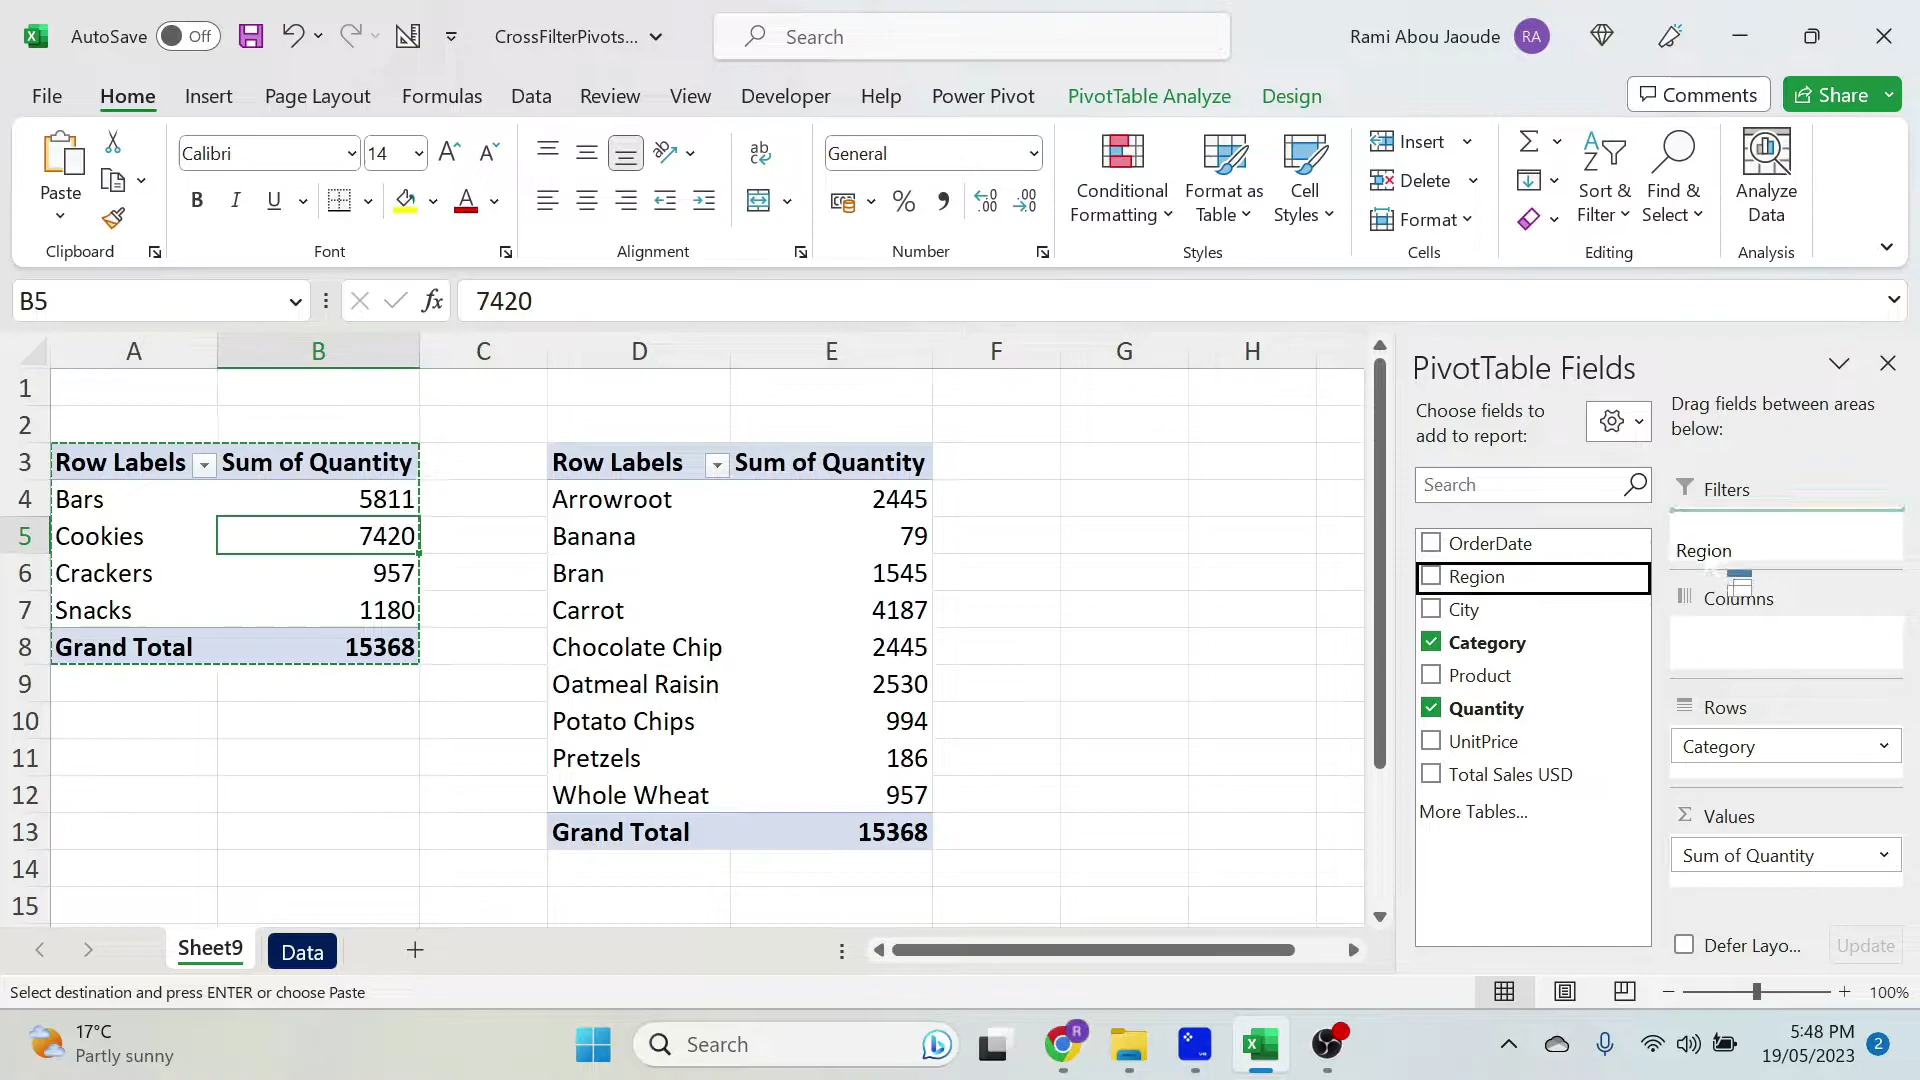 AutoSave Off CrossFilterPivots... Search Rami Abou Jaoude RA
File Home Insert Page Layout Formulas Data Review View Developer Help Power Pivot PivotTable Analyze Design Comments Share
Paste Calibri 14 General Conditional Formatting Format as Table Cell Styles Insert Delete Format Sort & Filter Find & Select Analyze Data
Clipboard Font Alignment Number Styles Cells Editing Analysis
B5 fx 7420
A B C D E F G H
1
2
3 Row Labels Sum of Quantity Row Labels Sum of Quantity
4 Bars 5811 Arrowroot 2445
5 Cookies 7420 Banana 79
6 Crackers 957 Bran 1545
7 Snacks 1180 Carrot 4187
8 Grand Total 15368 Chocolate Chip 2445
9 Oatmeal Raisin 2530
10 Potato Chips 994
11 Pretzels 186
12 Whole Wheat 957
13 Grand Total 15368
14
15
PivotTable Fields
Choose fields to add to report:
Drag fields between areas below:
Search
OrderDate
Region
City
Category
Product
Quantity
UnitPrice
Total Sales USD
More Tables...
Filters
Region
Columns
Rows
Category
Values
Sum of Quantity
Defer Layo... Update
Sheet9 Data
Select destination and press ENTER or choose Paste 100%
17°C
Partly sunny
Search R
5:48 PM
19/05/2023 2